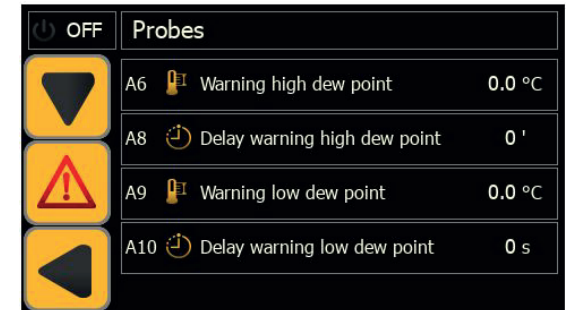 OFF Probes
A6 Warning high dew point 0.0 °C
A8 Delay warning high dew point 0 '
A9 Warning low dew point 0.0 °C
A10 Delay warning low dew point 0 s